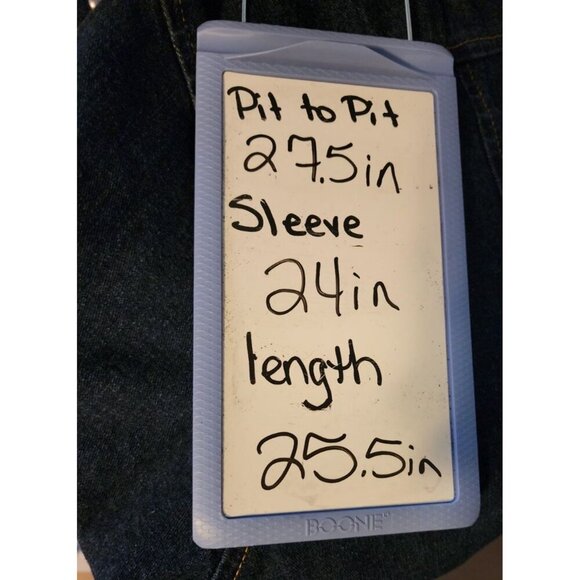 Pit to Pit
27.5in
Sleeve
24in
length
25.5in
BOONE